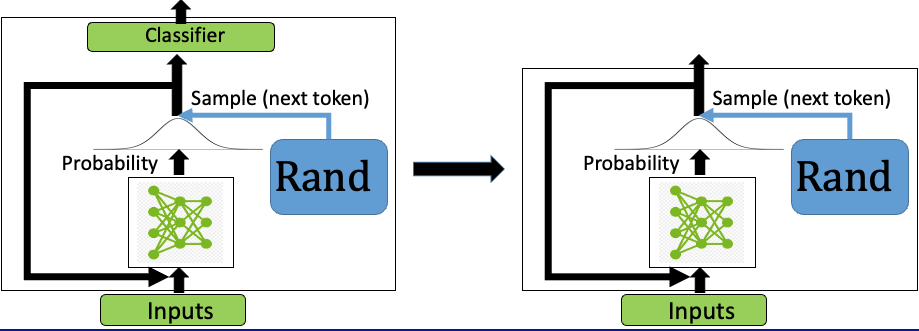 Classifier
Sample (next token)
Probability
Rand
Inputs
Sample (next token)
Probability
Rand
Inputs